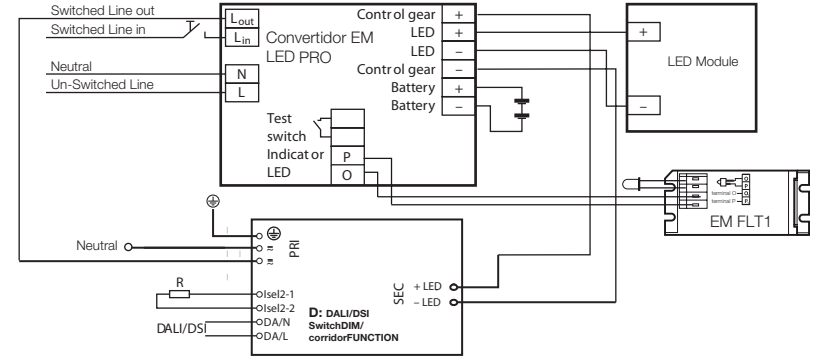 Switched Line out
Switched Line in
Neutral
Un-Switched Line
Lout
Lin
N
L
Convertidor EM
LED PRO
Test
switch
Indicator
LED
P
O
Control gear +
LED +
LED –
Control gear –
Battery +
Battery –
+
LED Module
–
terminal O
terminal P
O
P
O
P
EM FLT1
Neutral
PRI
R
Isel2-1
Isel2-2
DALI/DSI
DA/N
DA/L
D: DALI/DSI
SwitchDIM/
corridorFUNCTION
SEC
+ LED
– LED